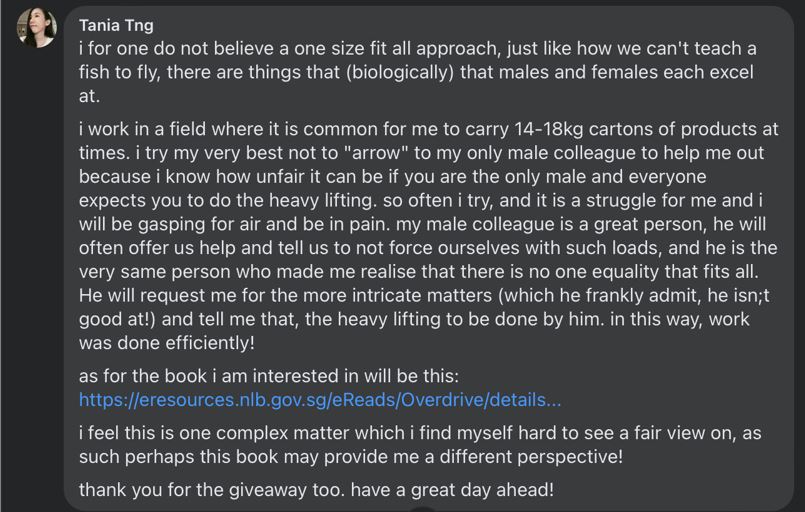 Tania Tng
i for one do not believe a one size fit all approach, just like how we can't teach a
fish to fly, there are things that (biologically) that males and females each excel
at.
i work in a field where it is common for me to carry 14-18kg cartons of products at
times. i try my very best not to "arrow" to my only male colleague to help me out
because i know how unfair it can be if you are the only male and everyone
expects you to do the heavy lifting. so often i try, and it is a struggle for me and i
will be gasping for air and be in pain. my male colleague is a great person, he will
often offer us help and tell us to not force ourselves with such loads, and he is the
very same person who made me realise that there is no one equality that fits all.
He will request me for the more intricate matters (which he frankly admit, he isn;t
good at!) and tell me that, the heavy lifting to be done by him. in this way, work
was done efficiently!
as for the book i am interested in will be this:
https://eresources.nlb.gov.sg/eReads/Overdrive/details...
i feel this is one complex matter which i find myself hard to see a fair view on, as
such perhaps this book may provide me a different perspective!
thank you for the giveaway too. have a great day ahead!